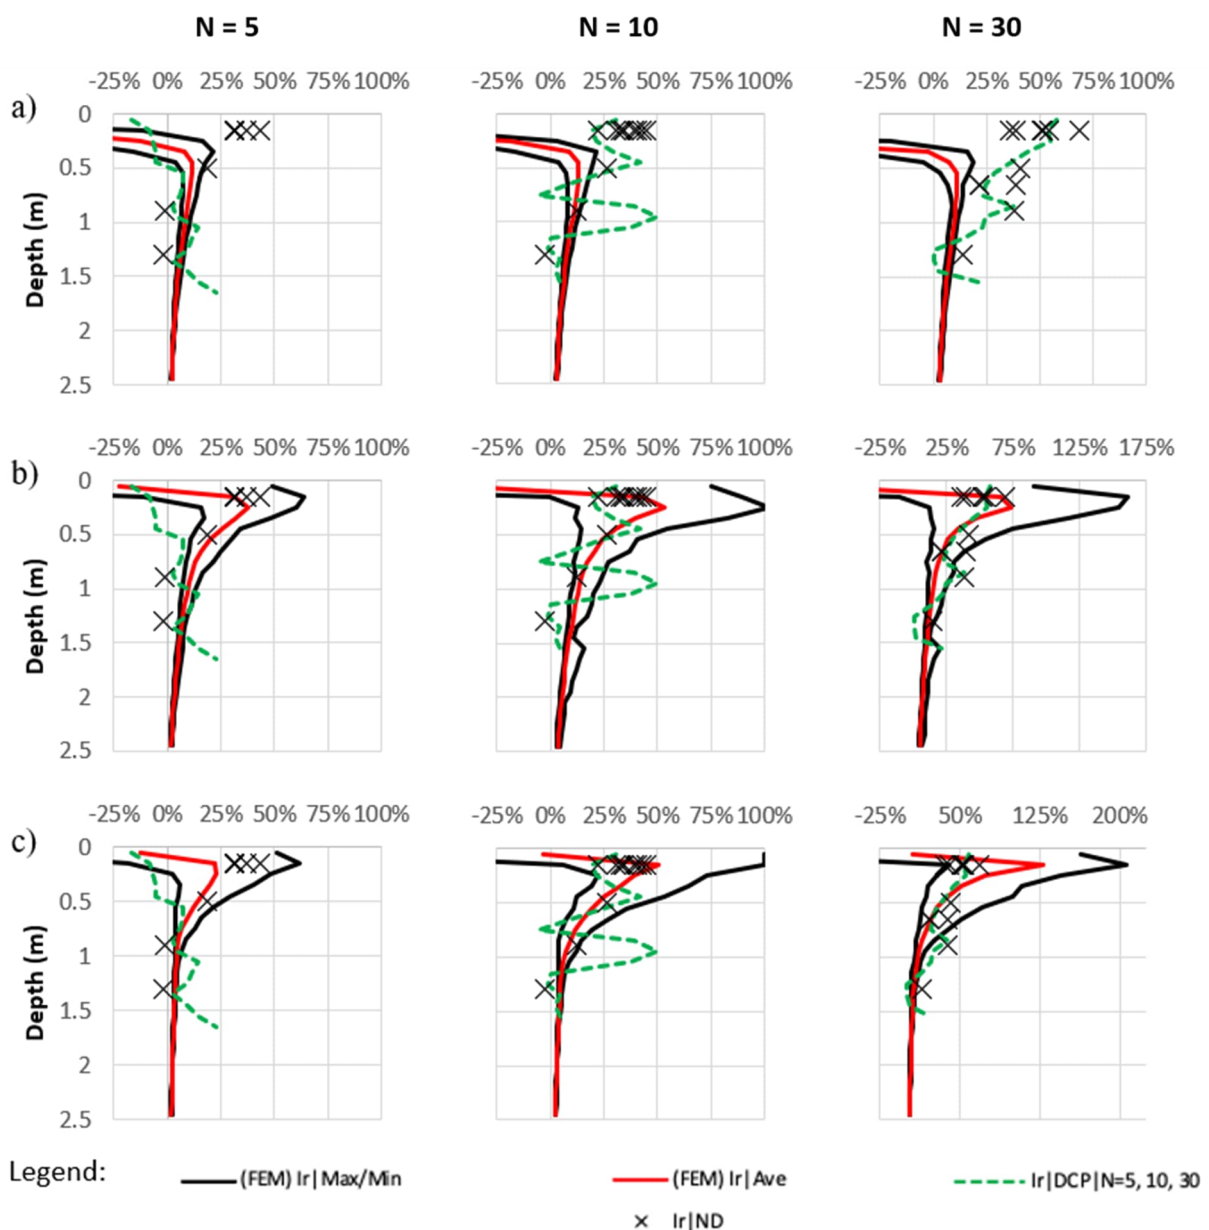 N = 5 N = 10 N = 30
a)
-25% 0% 25% 50% 75% 100% -25% 0% 25% 50% 75% 100% -25% 0% 25% 50% 75% 100%
0
0.5
1
1.5
2
2.5
Depth (m)
b)
-25% 0% 25% 50% 75% 100% -25% 0% 25% 50% 75% 100% -25% 25% 75% 125% 175%
0
0.5
1
1.5
2
2.5
Depth (m)
c)
-25% 0% 25% 50% 75% 100% -25% 0% 25% 50% 75% 100% -25% 50% 125% 200%
0
0.5
1
1.5
2
2.5
Depth (m)
Legend: (FEM) Ir|Max/Min (FEM) Ir|Ave Ir|DCP|N=5, 10, 30
Ir|ND